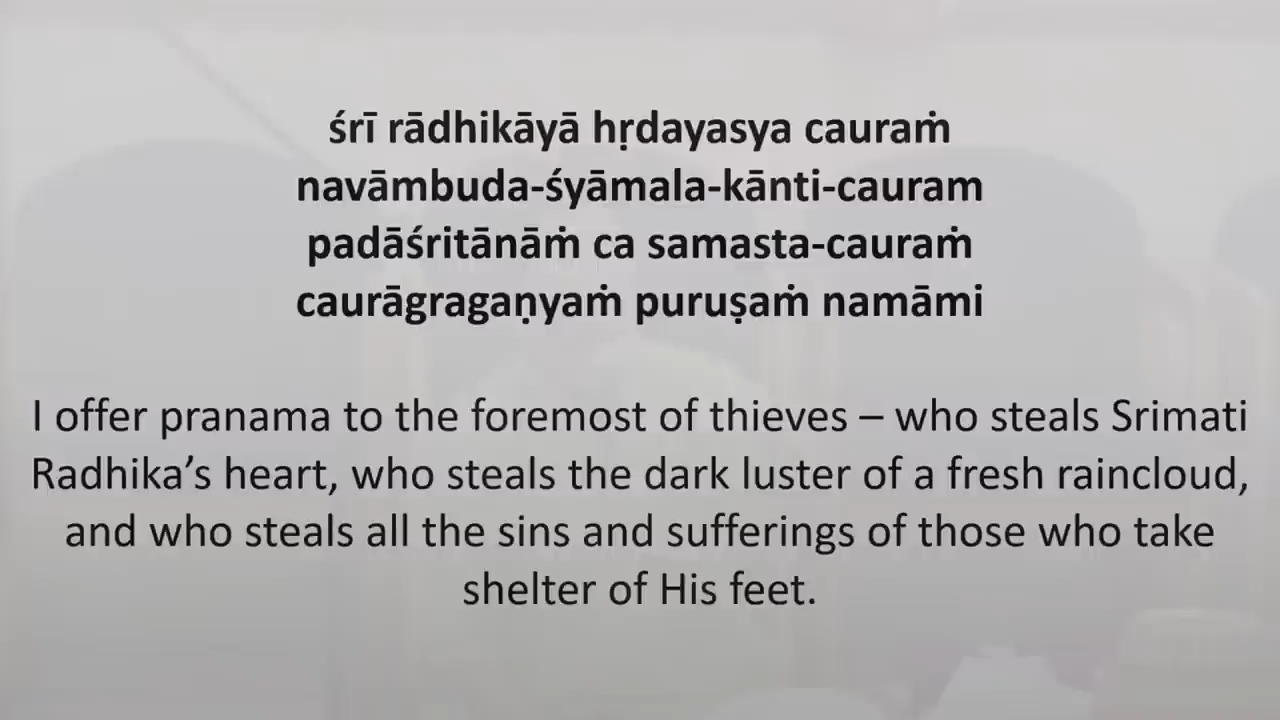 śrī rādhikāyā hṛdayasya cauraṁ
navāmbuda-śyāmala-kānti-cauram
padāśritānāṁ ca samasta-cauraṁ
caurāgragaṇyaṁ puruṣaṁ namāmi
I offer pranama to the foremost of thieves – who steals Srimati
Radhika’s heart, who steals the dark luster of a fresh raincloud,
and who steals all the sins and sufferings of those who take
shelter of His feet.